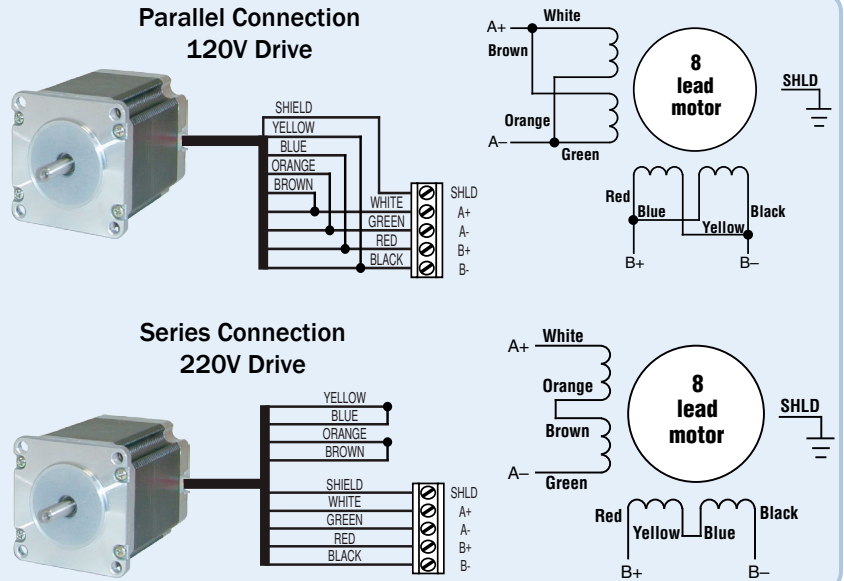 Parallel Connection
120V Drive
SHIELD
YELLOW
BLUE
ORANGE
BROWN
WHITE
GREEN
RED
BLACK
SHLD
A+
A-
B+
B-
A+
White
Brown
Orange
A–
Green
8
lead
motor
SHLD
Red
Blue
Yellow
Black
B+
B–
Series Connection
220V Drive
YELLOW
BLUE
ORANGE
BROWN
SHIELD
WHITE
GREEN
RED
BLACK
SHLD
A+
A-
B+
B-
A+
White
Orange
Brown
A–
Green
8
lead
motor
SHLD
Red
Yellow
Blue
Black
B+
B–